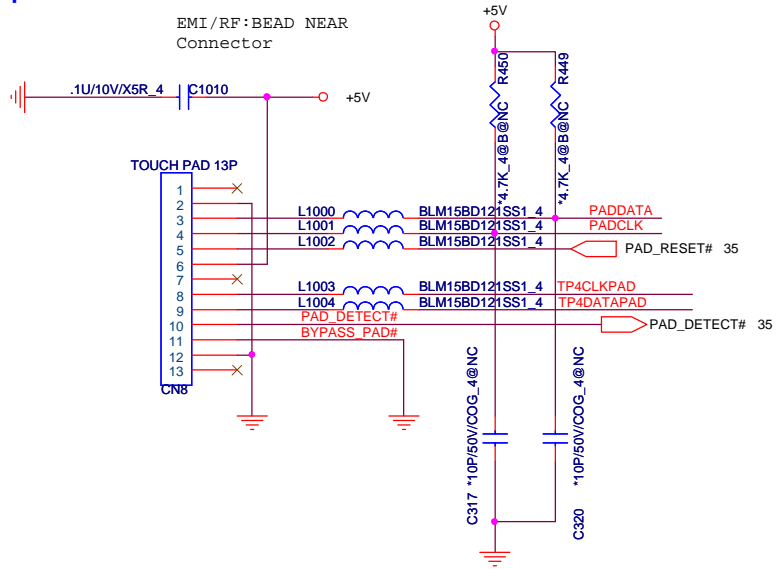 EMI/RF:BEAD NEAR
Connector
+5V
.1U/10V/X5R_4
C1010
+5V
R450
*4.7K_4@B@NC
R449
*4.7K_4@B@NC
TOUCH PAD 13P
1
2
3
L1000
BLM15BD121SS1_4
PADDATA
4
L1001
BLM15BD121SS1_4
PADCLK
5
L1002
BLM15BD121SS1_4
PAD_RESET# 35
6
7
8
L1003
BLM15BD121SS1_4
TP4CLKPAD
9
L1004
BLM15BD121SS1_4
TP4DATAPAD
10
PAD_DETECT#
PAD_DETECT# 35
11
BYPASS_PAD#
12
13
CN8
C317 *10P/50V/COG_4@NC
C320 *10P/50V/COG_4@NC